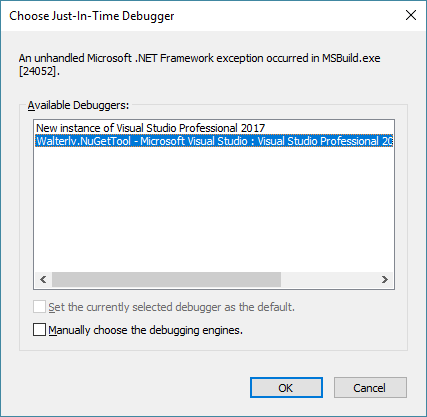 Choose Just-In-Time Debugger
An unhandled Microsoft .NET Framework exception occurred in MSBuild.exe
[24052].
Available Debuggers:
New instance of Visual Studio Professional 2017
Walterlv.NuGetTool - Microsoft Visual Studio : Visual Studio Professional 20
Set the currently selected debugger as the default.
Manually choose the debugging engines.
OK
Cancel